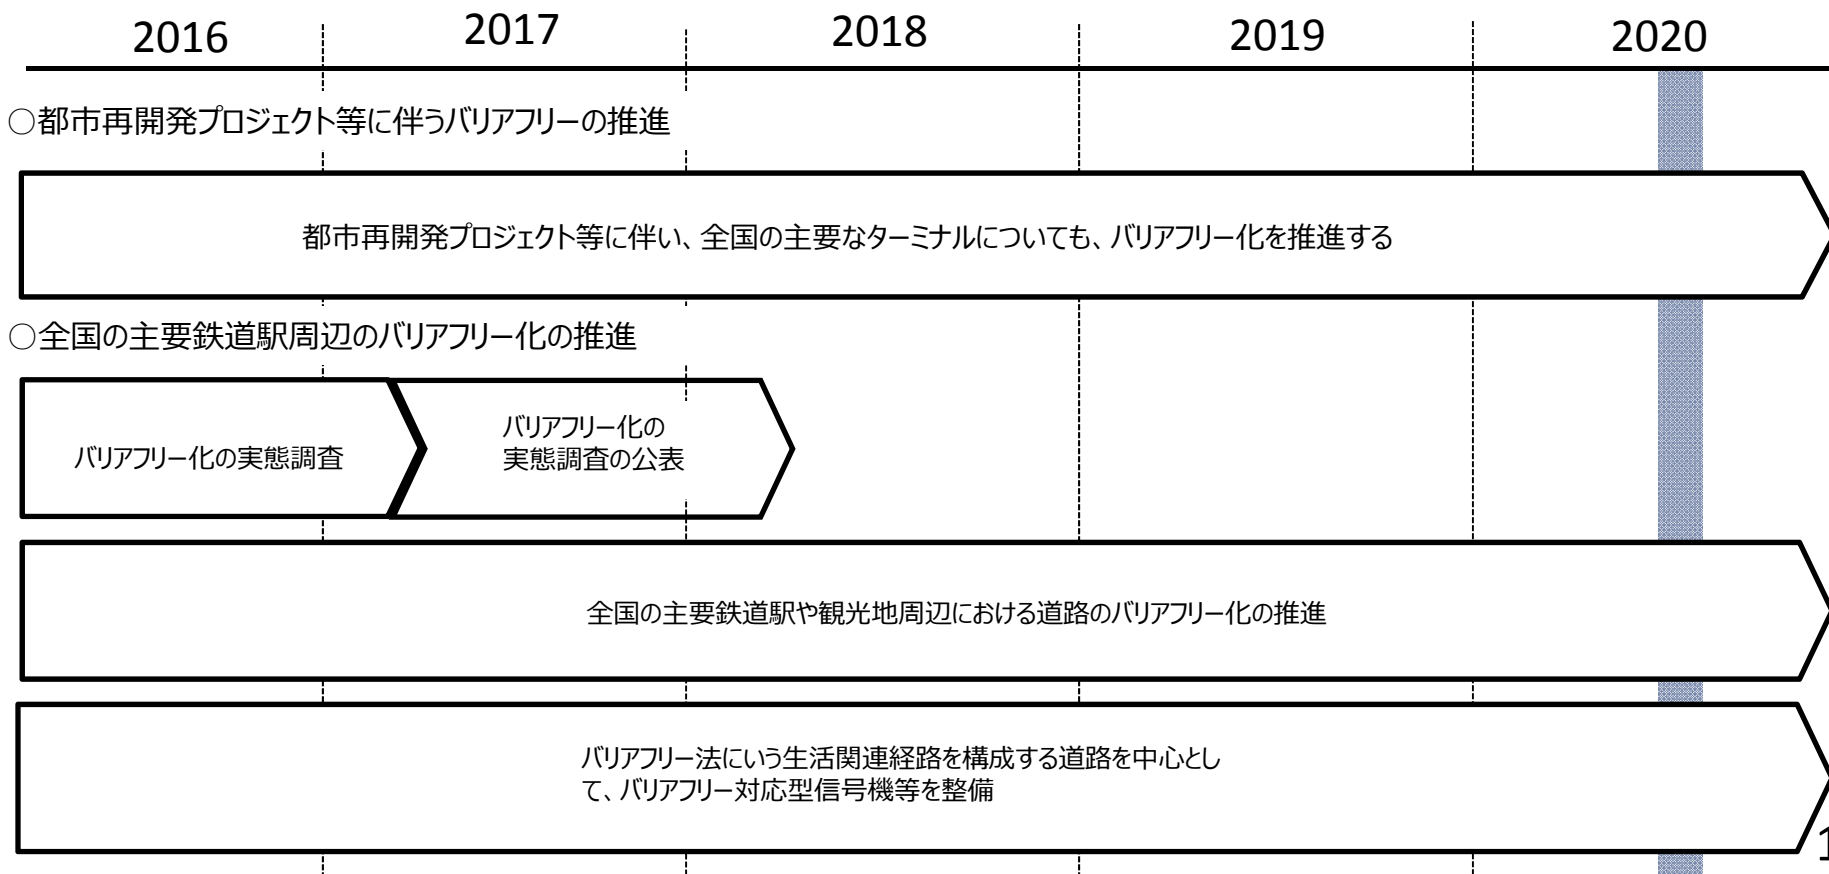 2016
2017
2018
2019
2020
○都市再開発プロジェクト等に伴うバリアフリーの推進
都市再開発プロジェクト等に伴い、全国の主要なターミナルについても、バリアフリー化を推進する
○全国の主要鉄道駅周辺のバリアフリー化の推進
バリアフリー化の実態調査
バリアフリー化の
実態調査の公表
全国の主要鉄道駅や観光地周辺における道路のバリアフリー化の推進
バリアフリー法にいう生活関連経路を構成する道路を中心とし
て、バリアフリー対応型信号機等を整備